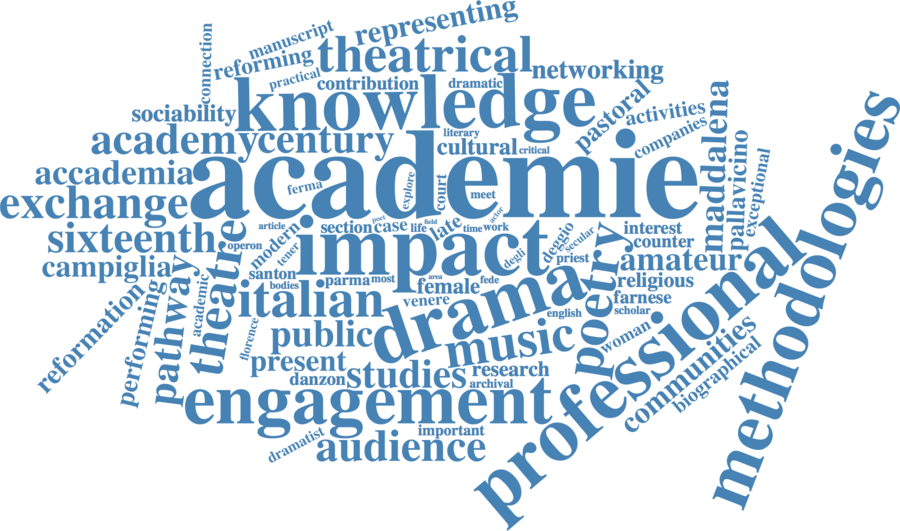 connection
manuscript
representing
reforming
theatrical
practical
contribution
dramatic
networking
sociability
knowledge
pastoral
activities
companies
academy
century
literary
cultural
critical
maddalena
pallavicino
exceptional
methodologies
accademia
academie
ferma
explore
court
meet
exchange
article
section
poet
case
life
field
late
time
work
actor
sixteenth
operon
modern
tener
impact
degli
deggio
secular
priest
interest
counter
campiglia
santon
bodies
parma
most
area
female
fede
amateur
religious
farnese
scholar
reformation
performing
pathway
academic
theatre
italian
venere
drama
english
poetry
woman
professional
florence
public
music
present
danzon
studies
research
archival
communities
biographical
engagement
important
dramatist
audience